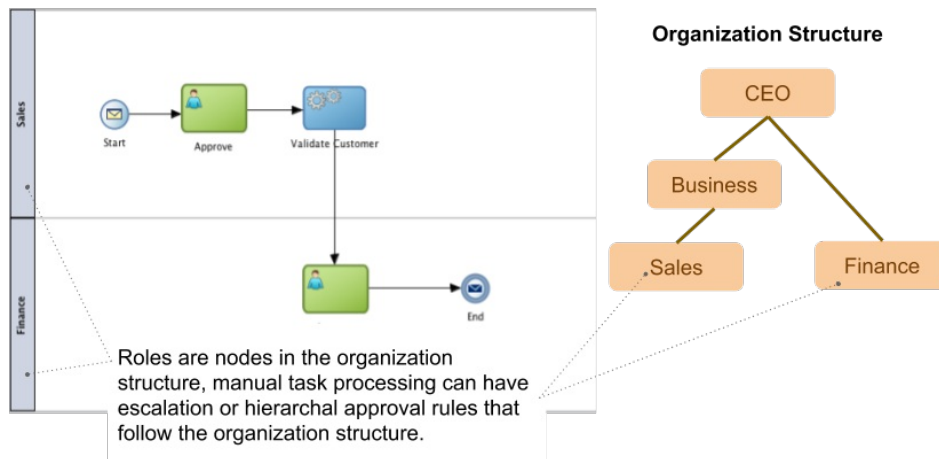 Organization Structure
CEO
Business
Sales
Finance
Sales
Start
Approve
Validate Customer
Finance
End
Roles are nodes in the organization
structure, manual task processing can have
escalation or hierarchal approval rules that
follow the organization structure.